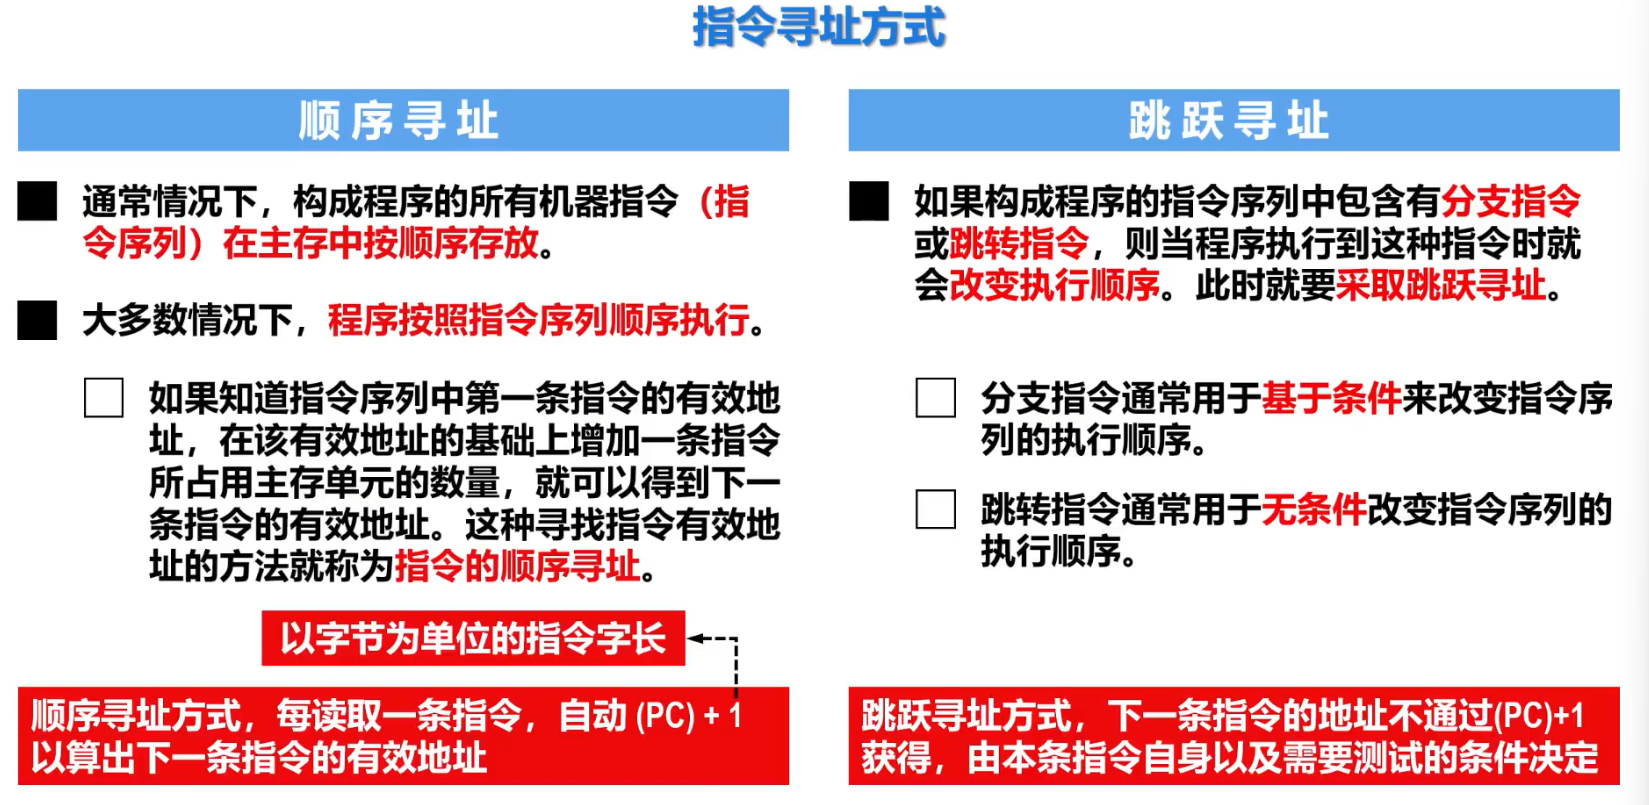 指令寻址方式
顺序寻址
通常情况下，构成程序的所有机器指令（指
令序列）在主存中按顺序存放。
大多数情况下，程序按照指令序列顺序执行。
如果知道指令序列中第一条指令的有效地
址，在该有效地址的基础上增加一条指令
所占用主存单元的数量，就可以得到下一
条指令的有效地址。这种寻找指令有效地
址的方法就称为指令的顺序寻址。
以字节为单位的指令字长
顺序寻址方式，每读取一条指令，自动 (PC) + 1
以算出下一条指令的有效地址
跳跃寻址
如果构成程序的指令序列中包含有分支指令
或跳转指令，则当程序执行到这种指令时就
会改变执行顺序。此时就要采取跳跃寻址。
分支指令通常用于基于条件来改变指令序
列的执行顺序。
跳转指令通常用于无条件改变指令序列的
执行顺序。
跳跃寻址方式，下一条指令的地址不通过(PC)+1
获得，由本条指令自身以及需要测试的条件决定